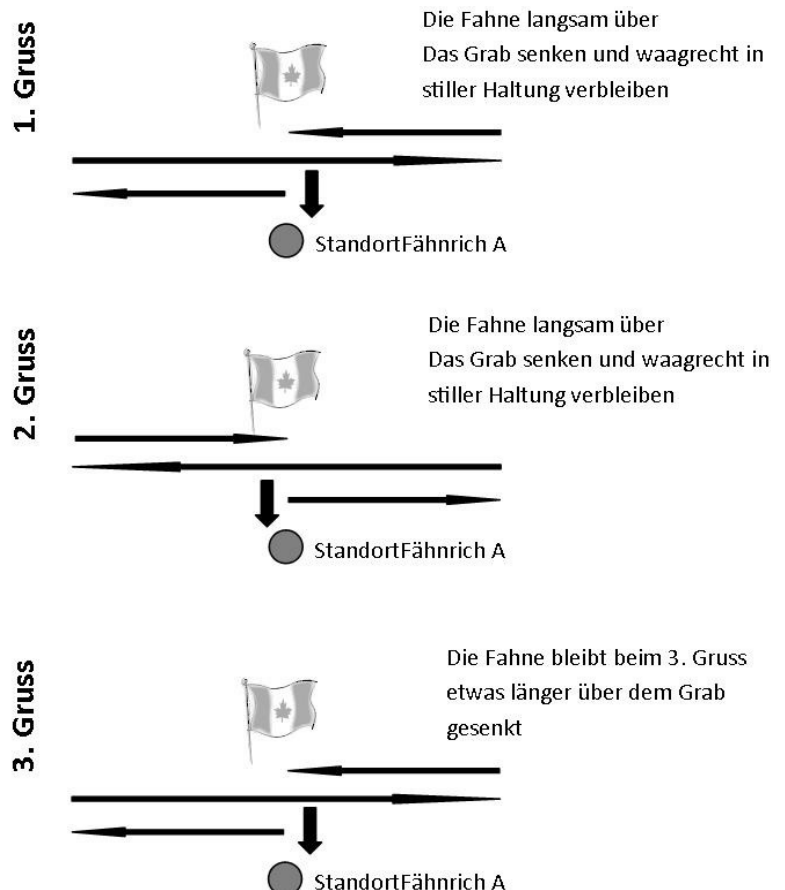 1. Gruss
Die Fahne langsam über
Das Grab senken und waagrecht in
stiller Haltung verbleiben
StandortFähnrich A
2. Gruss
Die Fahne langsam über
Das Grab senken und waagrecht in
stiller Haltung verbleiben
StandortFähnrich A
3. Gruss
Die Fahne bleibt beim 3. Gruss
etwas länger über dem Grab
gesenkt
StandortFähnrich A